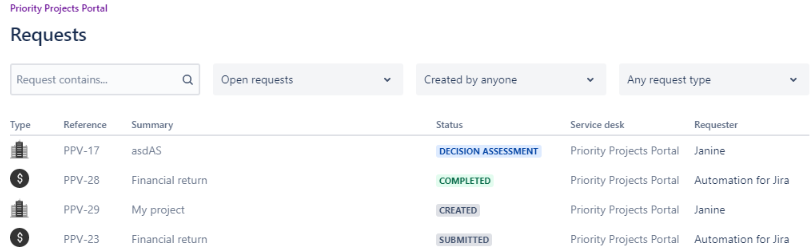 Priority Projects Portal
Requests
Request contains...
Open requests
Created by anyone
Any request type
Type Reference Summary Status Service desk Requester
PPV-17 asdAS DECISION ASSESSMENT Priority Projects Portal Janine
$ PPV-28 Financial return COMPLETED Priority Projects Portal Automation for Jira
PPV-29 My project CREATED Priority Projects Portal Janine
$ PPV-23 Financial return SUBMITTED Priority Projects Portal Automation for Jira